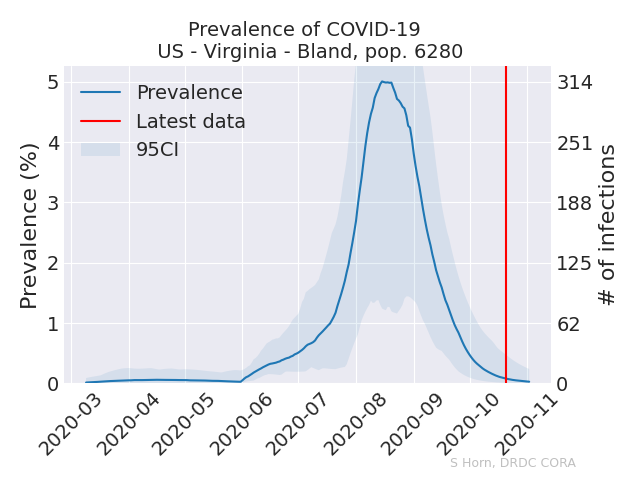 Prevalence of COVID-19
US - Virginia - Bland, pop. 6280
Prevalence
Latest data
95CI
Prevalence (%)
5
4
3
2
1
0
314
251
188
125
62
0
# of infections
2020-03
2020-04
2020-05
2020-06
2020-07
2020-08
2020-09
2020-10
2020-11
S Horn, DRDC CORA